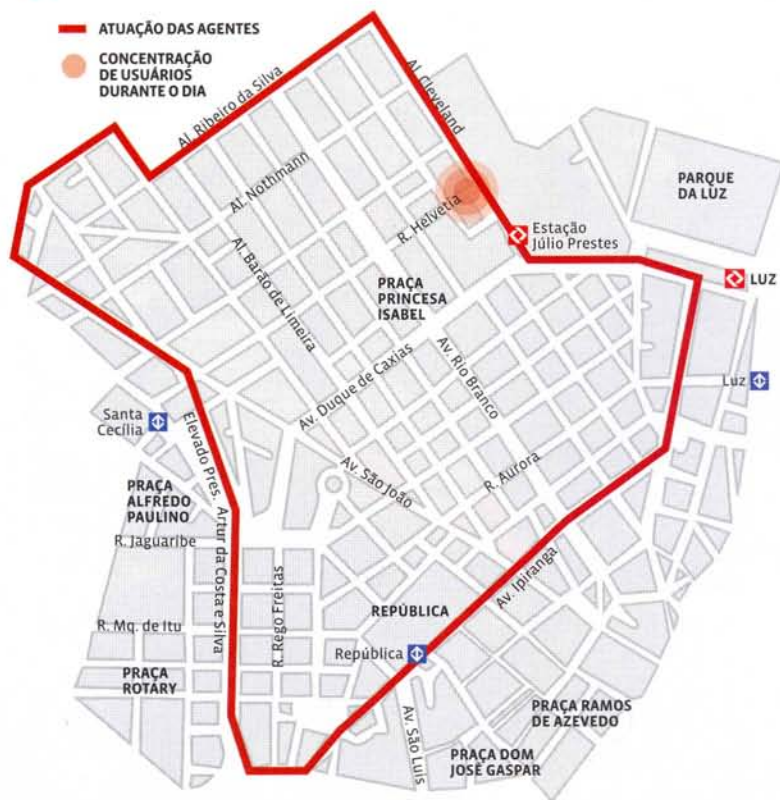 ATUAÇÃO DAS AGENTES
CONCENTRAÇÃO
DE USUÁRIOS
DURANTE O DIA
Al. Ribeiro da Silva
Al. Cleveland
Al. Nothmann
PARQUE
DA LUZ
R. Helvetia
Estação
Júlio Prestes
LUZ
Al. Barão de Limeira
PRAÇA
PRINCESA
ISABEL
Av. Rio Branco
Av. Duque de Caxias
Luz
Santa
Cecília
Elevado Pres. Artur da Costa e Silva
Av. São João
R. Aurora
PRAÇA
ALFREDO
PAULINO
R. Jaguaribe
Av. Ipiranga
R. Rego Freitas
REPÚBLICA
R. Mq. de Itu
República
PRAÇA
ROTARY
Av. São Luís
PRAÇA RAMOS
DE AZEVEDO
PRAÇA DOM
JOSÉ GASPAR